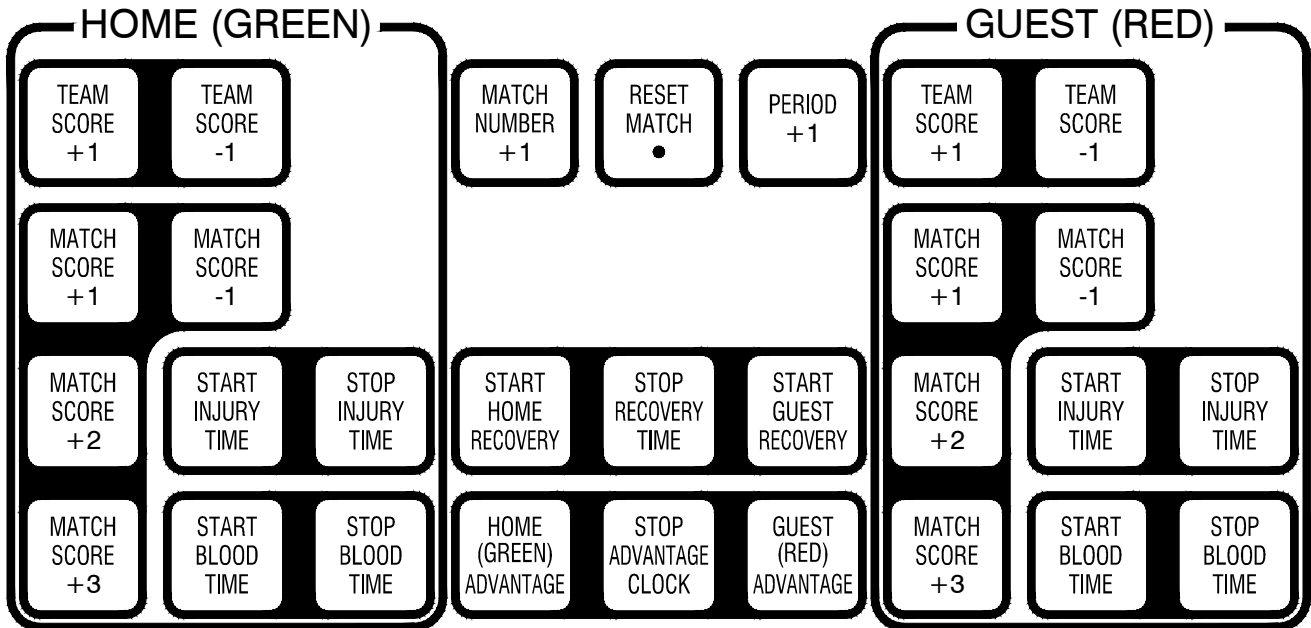 HOME (GREEN)
TEAM
SCORE
+1
TEAM
SCORE
-1
MATCH
SCORE
+1
MATCH
SCORE
-1
MATCH
SCORE
+2
START
INJURY
TIME
STOP
INJURY
TIME
MATCH
SCORE
+3
START
BLOOD
TIME
STOP
BLOOD
TIME
MATCH
NUMBER
+1
RESET
MATCH
•
PERIOD
+1
START
HOME
RECOVERY
STOP
RECOVERY
TIME
START
GUEST
RECOVERY
HOME
(GREEN)
ADVANTAGE
STOP
ADVANTAGE
CLOCK
GUEST
(RED)
ADVANTAGE
GUEST (RED)
TEAM
SCORE
+1
TEAM
SCORE
-1
MATCH
SCORE
+1
MATCH
SCORE
-1
MATCH
SCORE
+2
START
INJURY
TIME
STOP
INJURY
TIME
MATCH
SCORE
+3
START
BLOOD
TIME
STOP
BLOOD
TIME